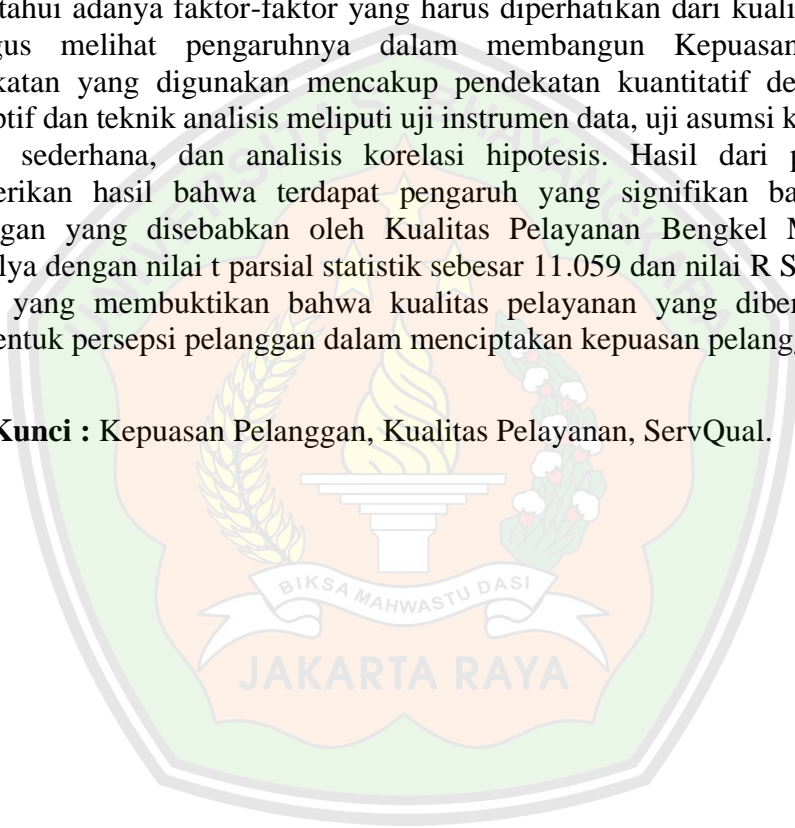 tahui adanya faktor-faktor yang harus diperhatikan dari kuali
gus melihat pengaruhnya dalam membangun Kepuasan
katan yang digunakan mencakup pendekatan kuantitatif de
ptif dan teknik analisis meliputi uji instrumen data, uji asumsi k
sederhana, dan analisis korelasi hipotesis. Hasil dari p
erikan hasil bahwa terdapat pengaruh yang signifikan ba
gan yang disebabkan oleh Kualitas Pelayanan Bengkel M
lya dengan nilai t parsial statistik sebesar 11.059 dan nilai R S
yang membuktikan bahwa kualitas pelayanan yang diber
entuk persepsi pelanggan dalam menciptakan kepuasan pelang
Kunci : Kepuasan Pelanggan, Kualitas Pelayanan, ServQual.
UNIVERSITAS BHAYANGKARA
BIKSA MAHWASTU DASI
JAKARTA RAYA